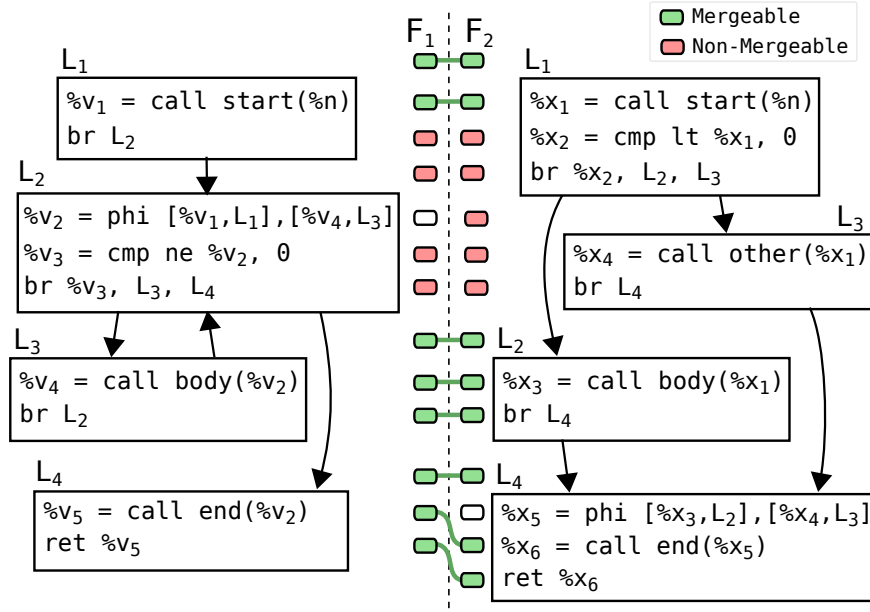 F₁ F₂
Mergeable
Non-Mergeable
L₁
%v₁ = call start(%n)
br L₂
L₂
%v₂ = phi [%v₁,L₁],[%v₄,L₃]
%v₃ = cmp ne %v₂, 0
br %v₃, L₃, L₄
L₃
%v₄ = call body(%v₂)
br L₂
L₄
%v₅ = call end(%v₂)
ret %v₅
L₁
%x₁ = call start(%n)
%x₂ = cmp lt %x₁, 0
br %x₂, L₂, L₃
L₃
%x₄ = call other(%x₁)
br L₄
L₂
%x₃ = call body(%x₁)
br L₄
L₄
%x₅ = phi [%x₃,L₂],[%x₄,L₃]
%x₆ = call end(%x₅)
ret %x₆